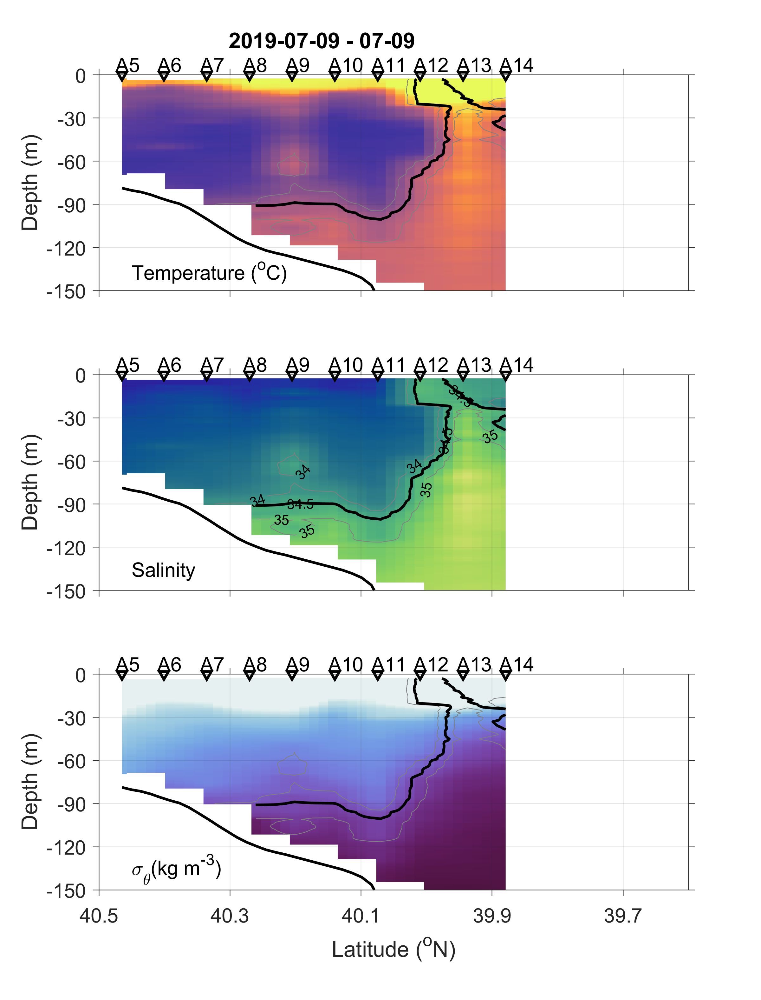 2019-07-09 - 07-09
A5 A6 A7 A8 A9 A10 A11 A12 A13 A14
0
-30
-60
-90
-120
-150
Depth (m)
Temperature (°C)
A5 A6 A7 A8 A9 A10 A11 A12 A13 A14
0
-30
-60
-90
-120
-150
Depth (m)
34.5
35
34.5
34
34
35
34
34.5
35
35
Salinity
A5 A6 A7 A8 A9 A10 A11 A12 A13 A14
0
-30
-60
-90
-120
-150
Depth (m)
σθ(kg m-3)
40.5 40.3 40.1 39.9 39.7
Latitude (°N)